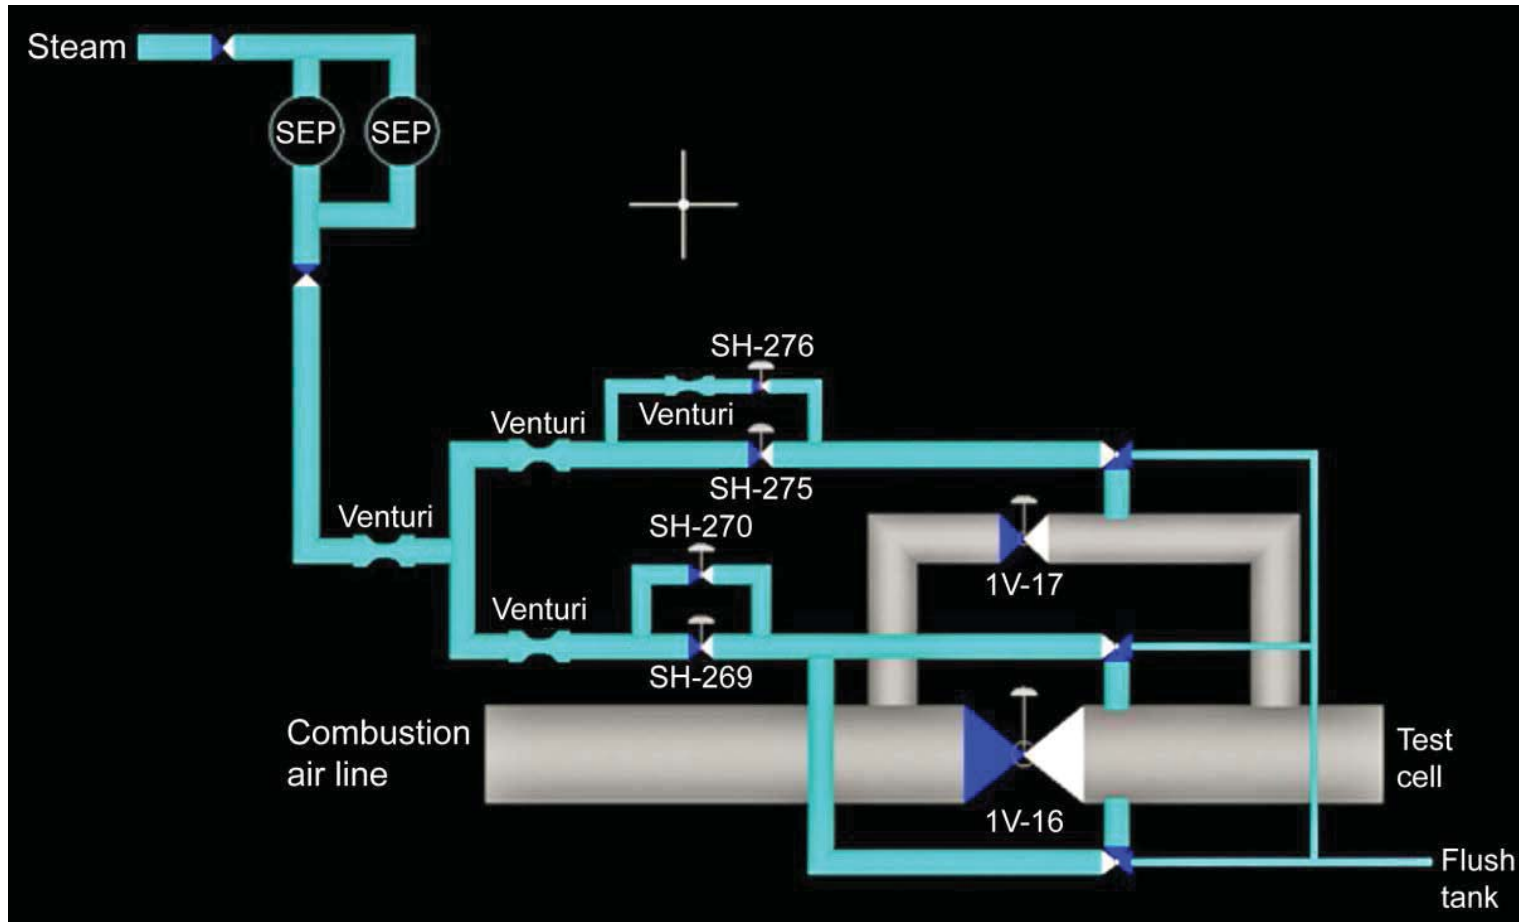 Steam
SEP
SEP
SH-276
Venturi
Venturi
SH-275
Venturi
SH-270
1V-17
Venturi
SH-269
Combustion
air line
Test
cell
1V-16
Flush
tank